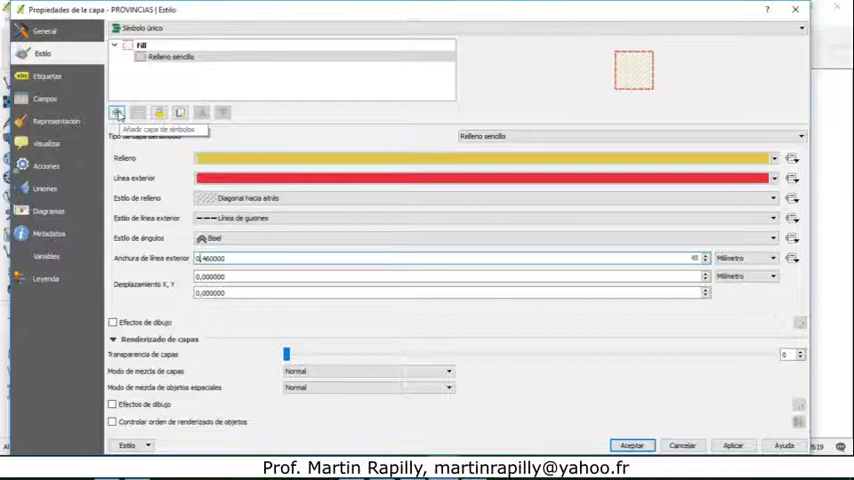 Propiedades de la capa - PROVINCIAS | Estilo
General
Estilo
Etiquetas
Campos
Representación
Visualizar
Acciones
Uniones
Diagramas
Metadatos
Variables
Leyenda
Símbolo único
Fill
Relleno sencillo
Añadir capa de símbolos
Relleno sencillo
Relleno
Línea exterior
Estilo de relleno Diagonal hacia atrás
Estilo de línea exterior Línea de guiones
Estilo de ángulos Bisel
Anchura de línea exterior 0,460000 Milímetro
Desplazamiento X, Y 0,000000 Milímetro
0,000000
Efectos de dibujo
Renderizado de capas
Transparencia de capas 0
Modo de mezcla de capas Normal
Modo de mezcla de objetos espaciales Normal
Efectos de dibujo
Controlar orden de renderizado de objetos
Estilo Aceptar Cancelar Aplicar Ayuda
Prof. Martin Rapilly, martinrapilly@yahoo.fr